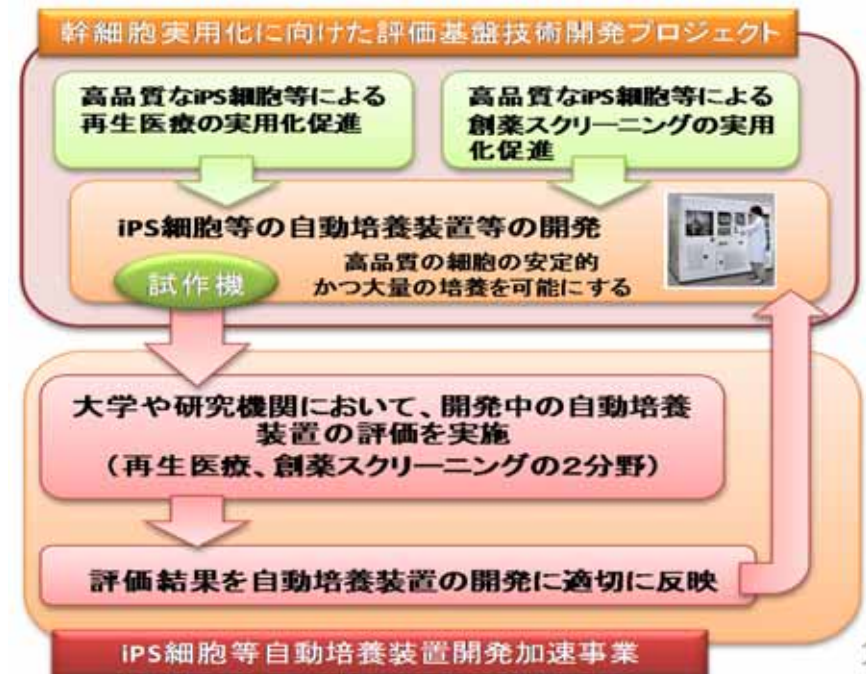 幹細胞実用化に向けた評価基盤技術開発プロジェクト
高品質なiPS細胞等による
再生医療の実用化促進
高品質なiPS細胞等による
創薬スクリーニングの実用
化促進
iPS細胞等の自動培養装置等の開発
高品質の細胞の安定的
かつ大量の培養を可能にする
試作機
大学や研究機関において、開発中の自動培養
装置の評価を実施
（再生医療、創薬スクリーニングの2分野）
評価結果を自動培養装置の開発に適切に反映
iPS細胞等自動培養装置開発加速事業